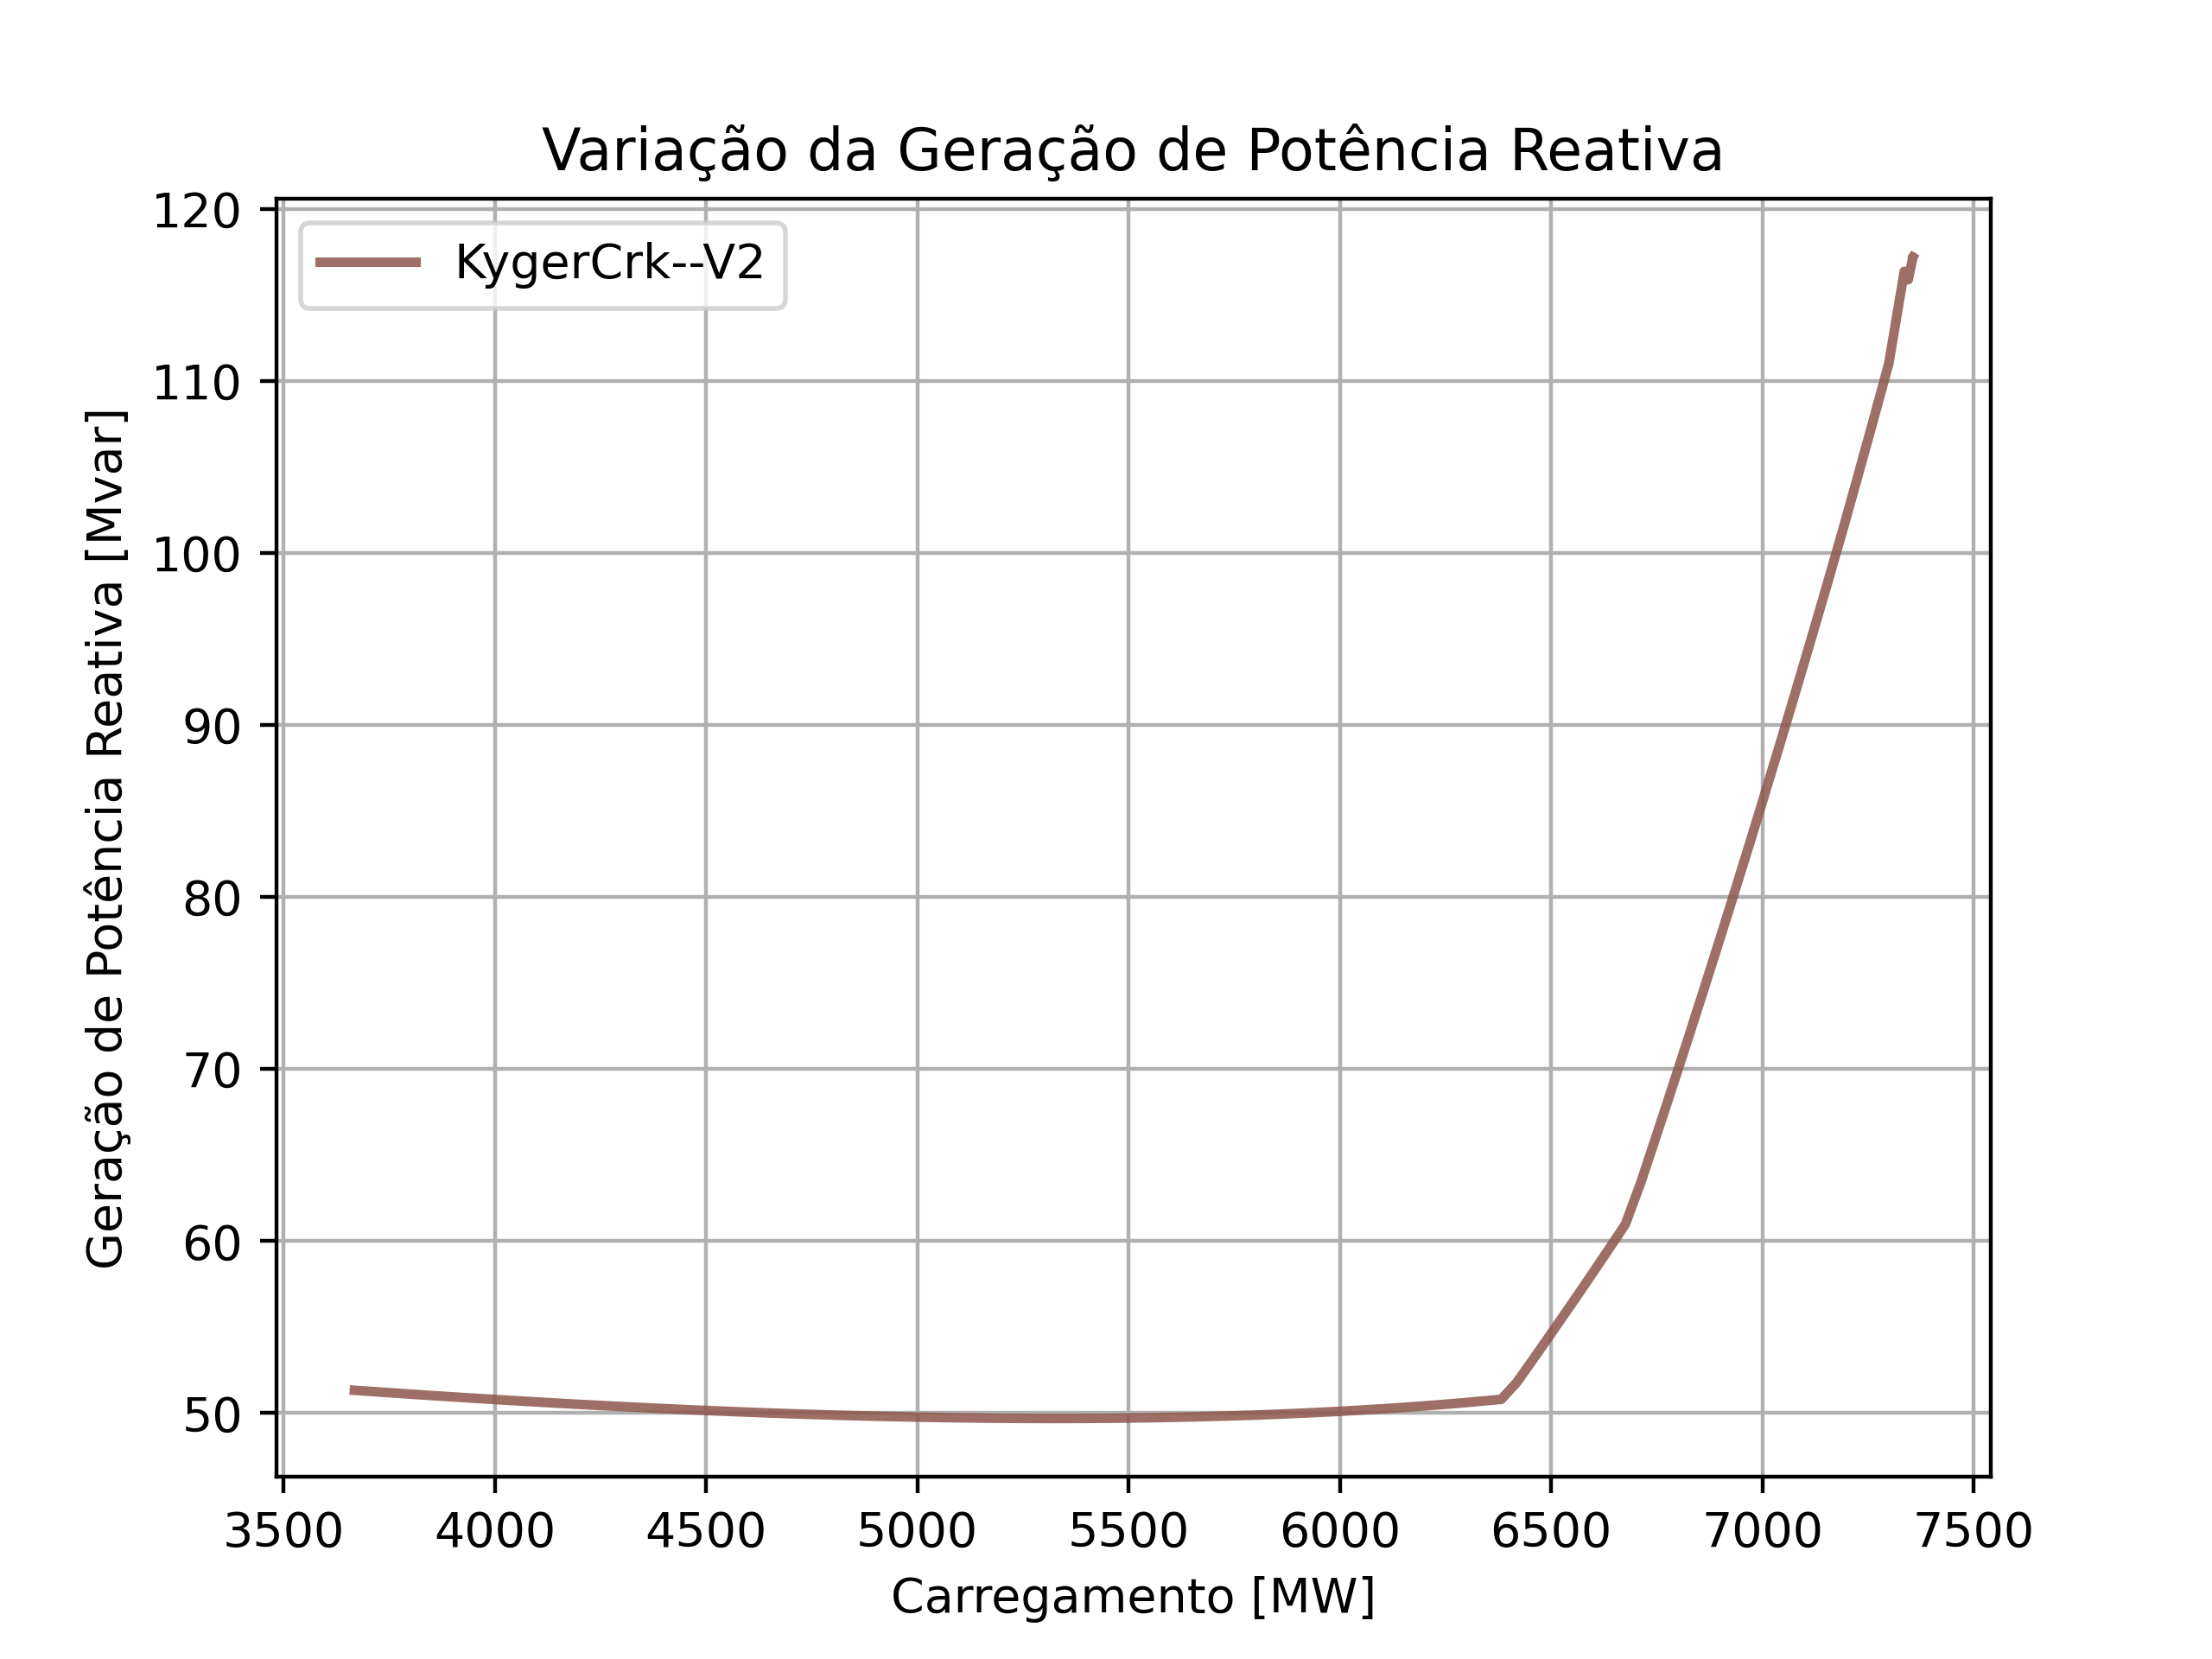 Variação da Geração de Potência Reativa
KygerCrk--V2
Geração de Potência Reativa [Mvar]
120
110
100
90
80
70
60
50
3500 4000 4500 5000 5500 6000 6500 7000 7500
Carregamento [MW]